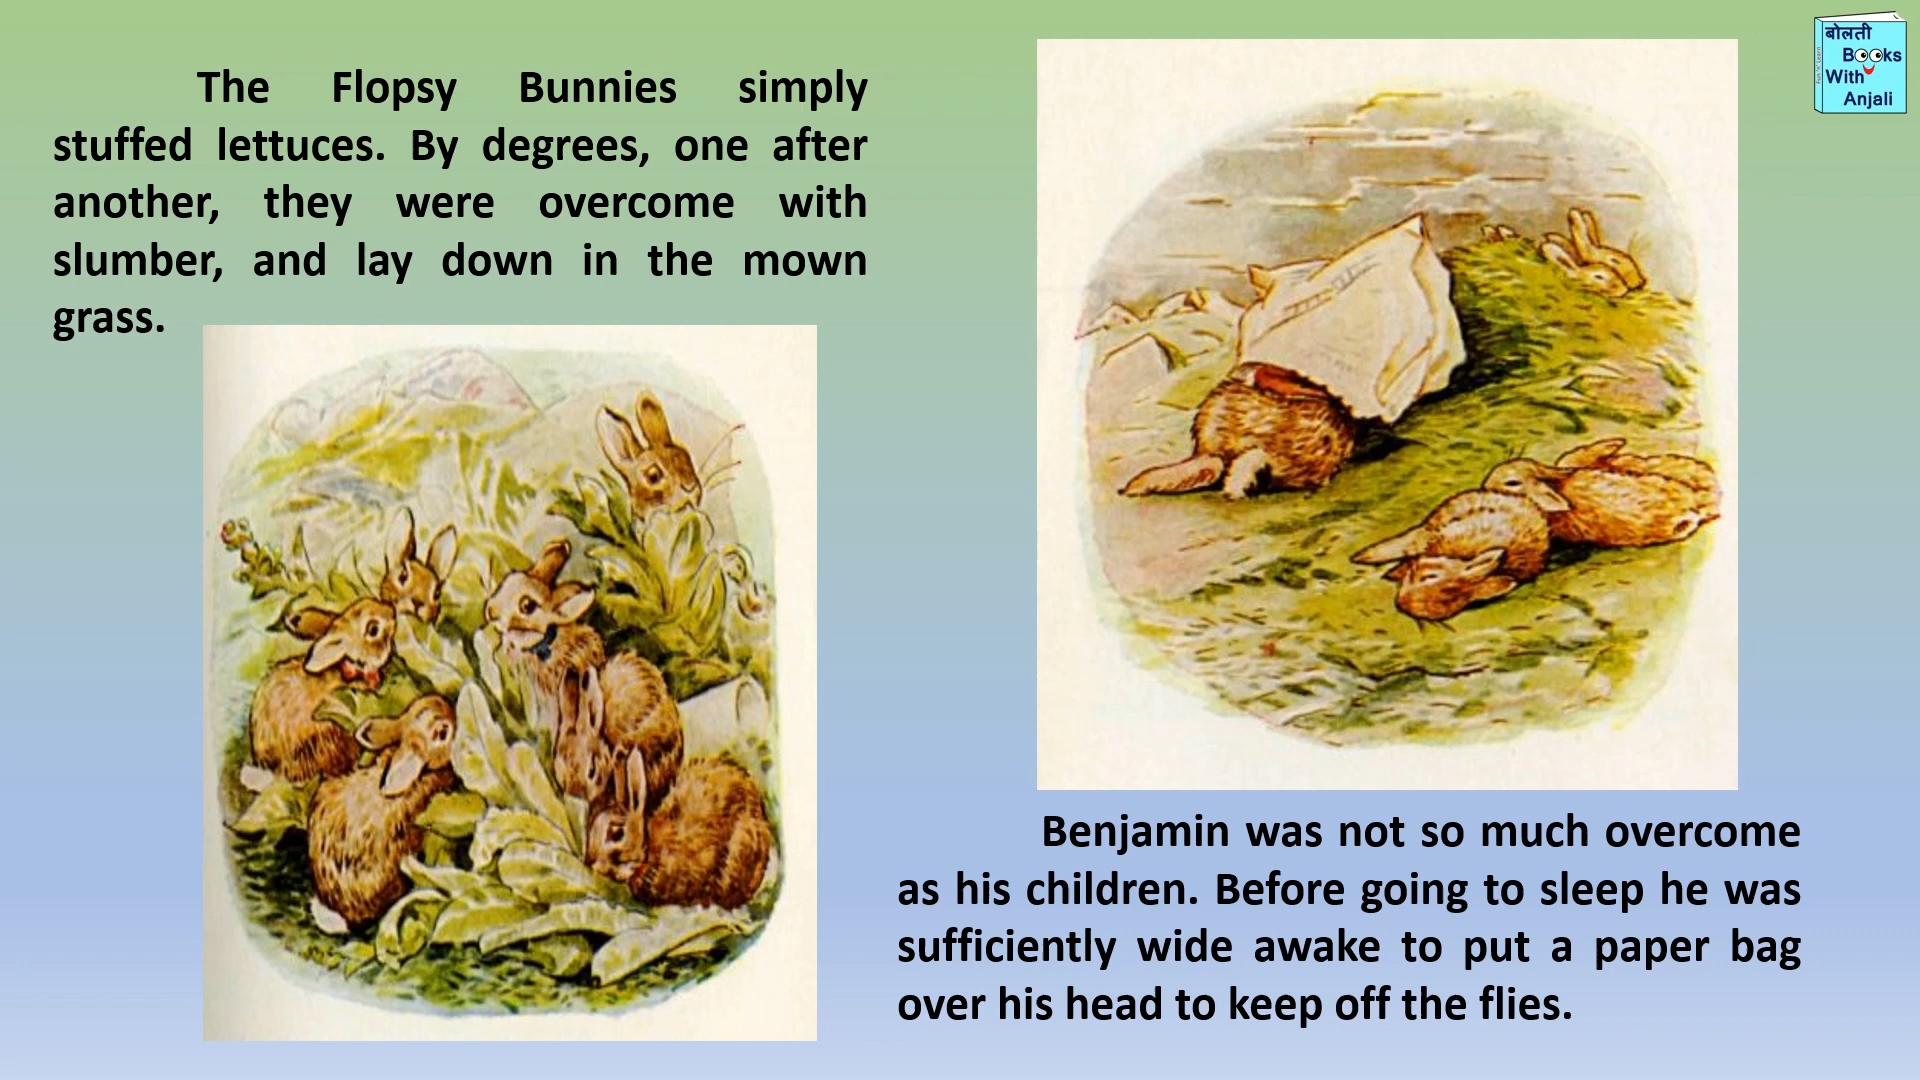 The Flopsy Bunnies simply
stuffed lettuces. By degrees, one after
another, they were overcome with
slumber, and lay down in the mown
grass.
Benjamin was not so much overcome
as his children. Before going to sleep he was
sufficiently wide awake to put a paper bag
over his head to keep off the flies.
बोलती
Books
With
Anjali